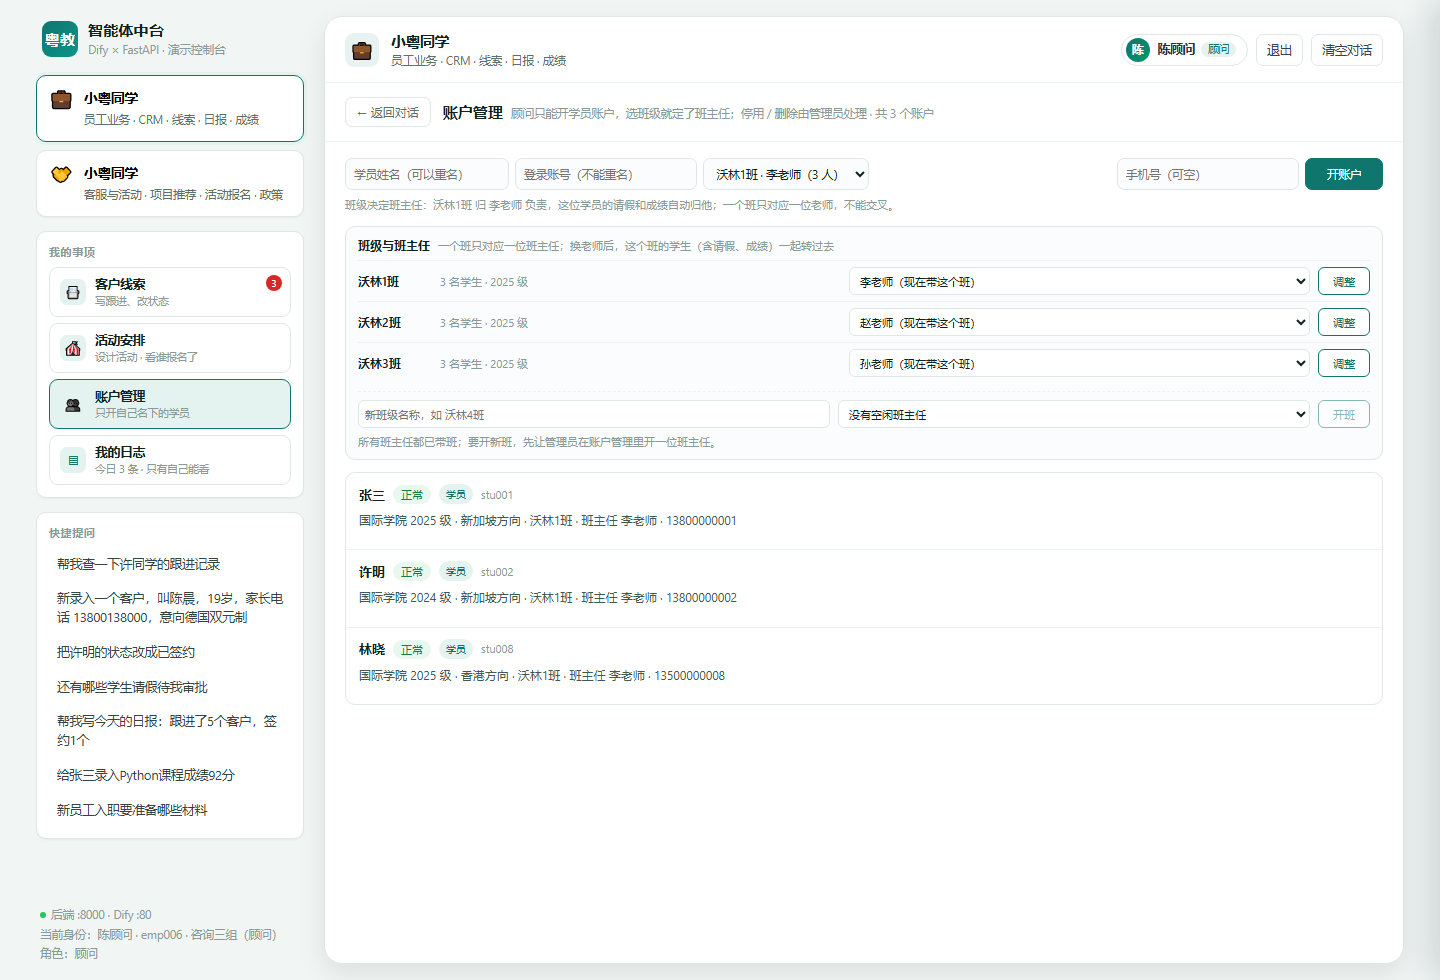 粤教
智能体中台
Dify × FastAPI · 演示控制台
小粤同学
员工业务 · CRM · 线索 · 日报 · 成绩
小粤同学
客服与活动 · 项目推荐 · 活动报名 · 政策
我的事项
客户线索
写跟进、改状态
3
活动安排
设计活动 · 看谁报名了
账户管理
只开自己名下的学员
我的日志
今日 3 条 · 只有自己能看
快捷提问
帮我查一下许同学的跟进记录
新录入一个客户，叫陈晨，19岁，家长电
话 13800138000，意向德国双元制
把许明的状态改成已签约
还有哪些学生请假待我审批
帮我写今天的日报：跟进了5个客户，签
约1个
给张三录入Python课程成绩92分
新员工入职要准备哪些材料
后端 :8000 · Dify :80
当前身份：陈顾问 · emp006 · 咨询三组（顾问）
角色：顾问
小粤同学
员工业务 · CRM · 线索 · 日报 · 成绩
陈 陈顾问 顾问
退出
清空对话
← 返回对话
账户管理 顾问只能开学员账户，选班级就定了班主任；停用 / 删除由管理员处理 · 共 3 个账户
学员姓名（可以重名）
登录账号（不能重名）
沃林1班 · 李老师（3 人）
手机号（可空）
开账户
班级决定班主任：沃林1班 归 李老师 负责，这位学员的请假和成绩自动归他；一个班只对应一位老师，不能交叉。
班级与班主任 一个班只对应一位班主任；换老师后，这个班的学生（含请假、成绩）一起转过去
沃林1班 3 名学生 · 2025 级 李老师（现在带这个班） 调整
沃林2班 3 名学生 · 2025 级 赵老师（现在带这个班） 调整
沃林3班 3 名学生 · 2025 级 孙老师（现在带这个班） 调整
新班级名称，如 沃林4班 没有空闲班主任 开班
所有班主任都已带班；要开新班，先让管理员在账户管理里开一位班主任。
张三 正常 学员 stu001
国际学院 2025 级 · 新加坡方向 · 沃林1班 · 班主任 李老师 · 13800000001
许明 正常 学员 stu002
国际学院 2024 级 · 新加坡方向 · 沃林1班 · 班主任 李老师 · 13800000002
林晓 正常 学员 stu008
国际学院 2025 级 · 香港方向 · 沃林1班 · 班主任 李老师 · 13500000008